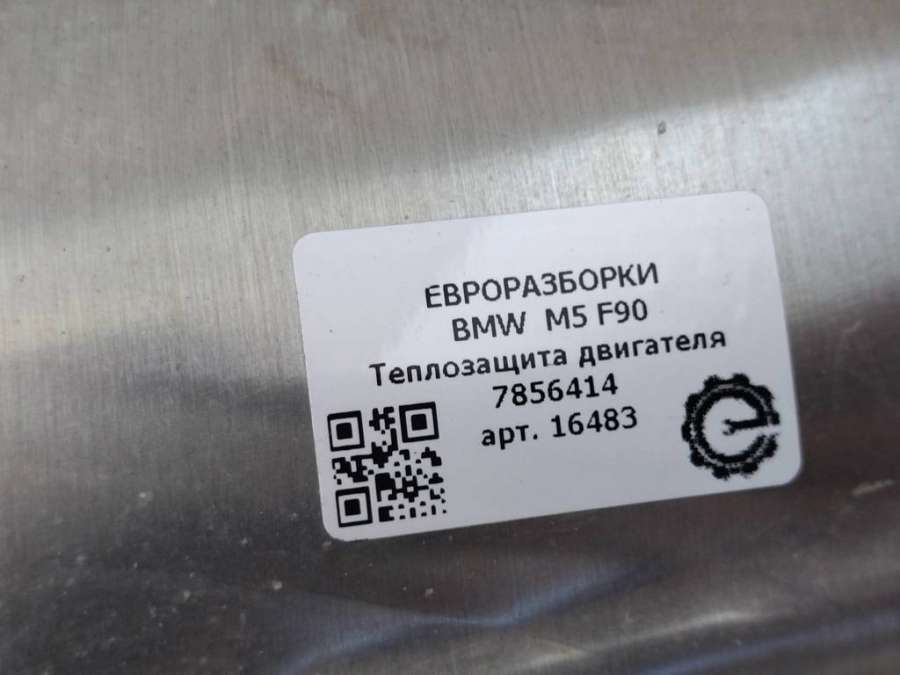 ЕВРОРАЗБОРКИ
BMW M5 F90
Теплозащита двигателя
7856414
арт. 16483